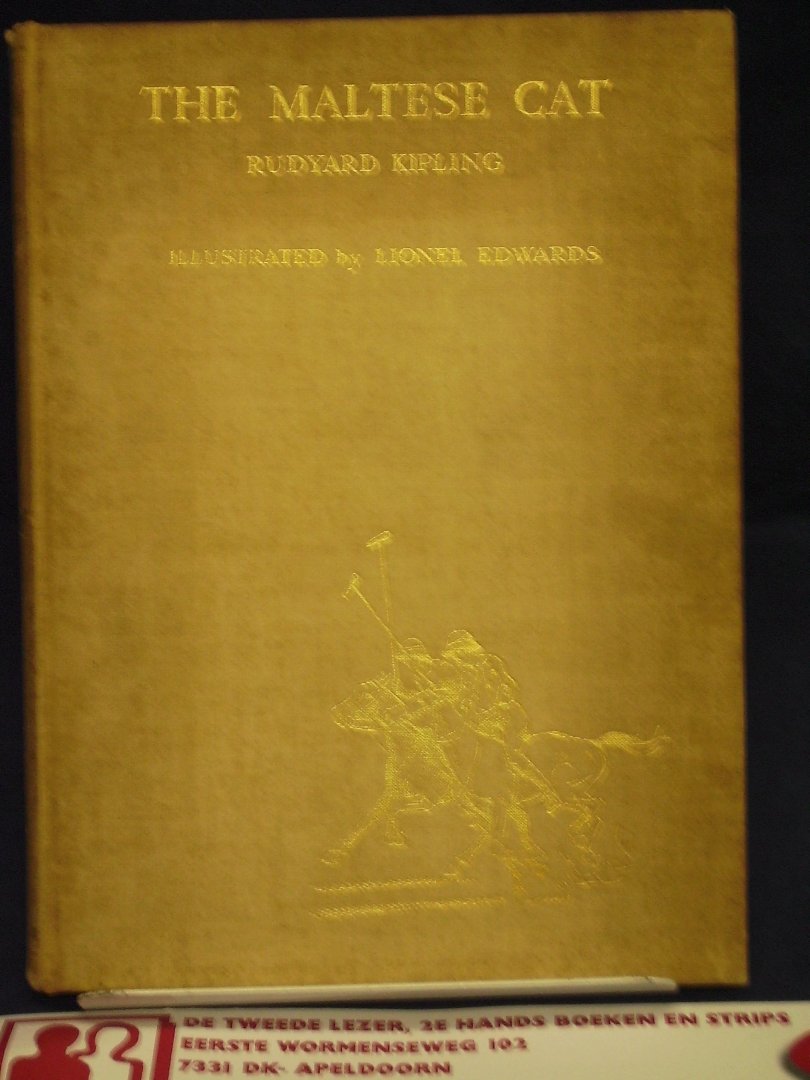 THE MALTESE CAT
RUDYARD KIPLING
ILLUSTRATED by LIONEL EDWARDS
DE TWEEDE LEZER, 2E HANDS BOEKEN EN STRIPS
EERSTE WORMENSEWEG 102
7331 DK- APELDOORN